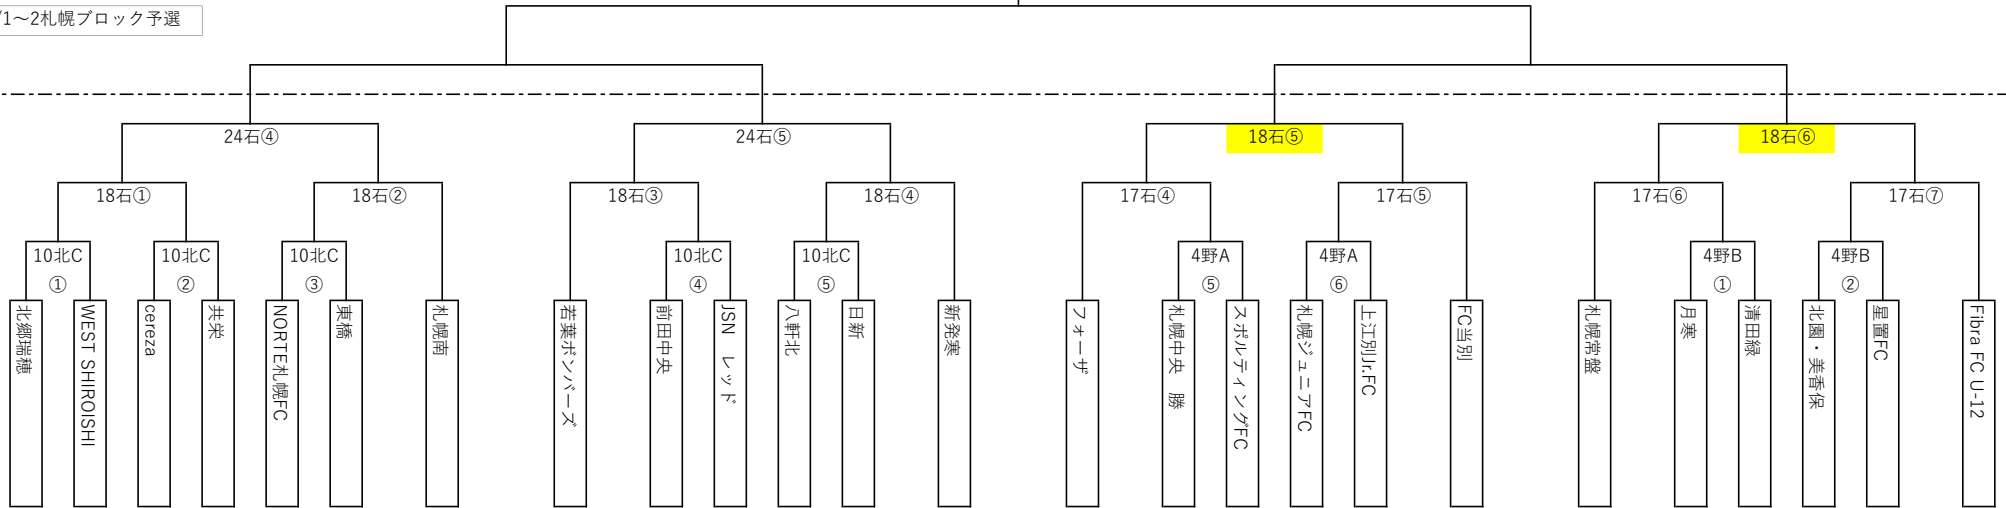 /1～2札幌ブロック予選
24石④
24石⑤
18石⑤
18石⑥
18石①
18石②
18石③
18石④
17石④
17石⑤
17石⑥
17石⑦
10北C
①
10北C
②
10北C
③
10北C
④
10北C
⑤
4野A
⑤
4野A
⑥
4野B
①
4野B
②
北郷瑞穂
WEST SHIROISHI
cereza
共栄
NORTE札幌FC
東橋
札幌南
若葉ボンバーズ
前田中央
JSN　レッド
八軒北
日新
新発寒
フォーザ
札幌中央　勝
スポルティングFC
札幌ジュニアFC
上江別Jr.FC
FC当別
札幌常盤
月寒
清田緑
北園・美香保
星置FC
Fibra FC U-12